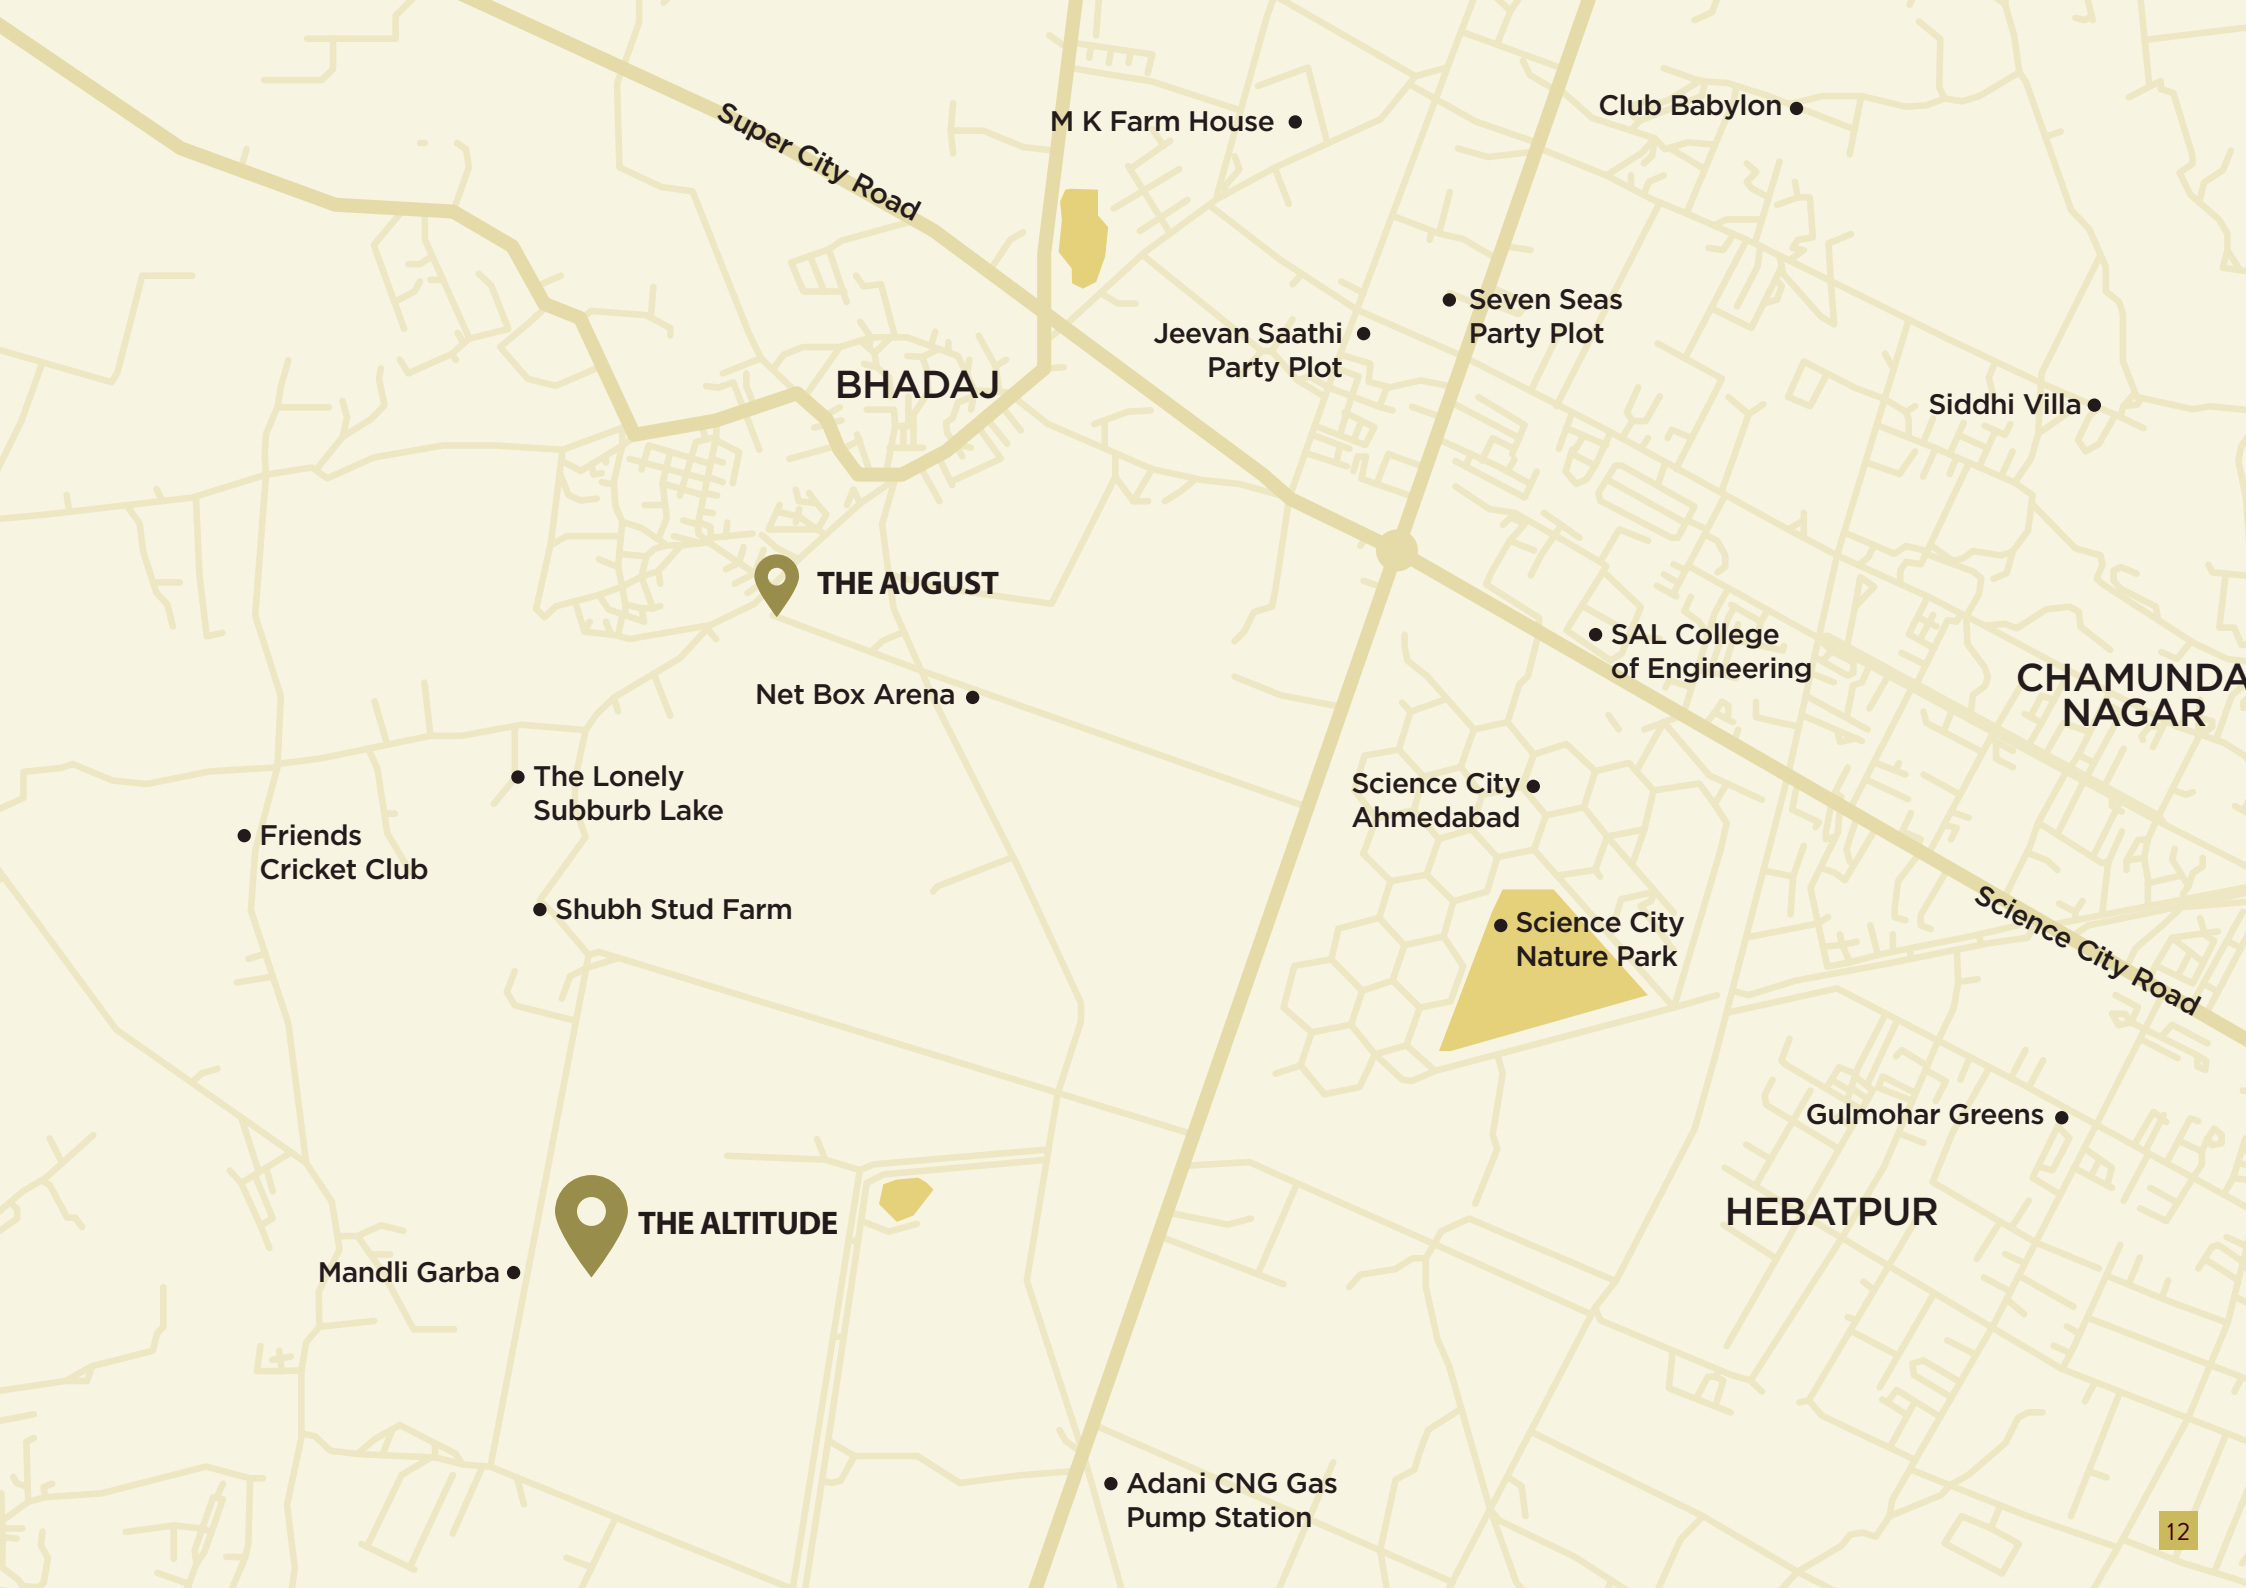 Super City Road
M K Farm House
Club Babylon
Seven Seas
Party Plot
Jeevan Saathi
Party Plot
BHADAJ
Siddhi Villa
THE AUGUST
SAL College
of Engineering
CHAMUNDA
NAGAR
Net Box Arena
The Lonely
Subburb Lake
Science City
Ahmedabad
Friends
Cricket Club
Shubh Stud Farm
Science City
Nature Park
Science City Road
Gulmohar Greens
HEBATPUR
THE ALTITUDE
Mandli Garba
Adani CNG Gas
Pump Station
12